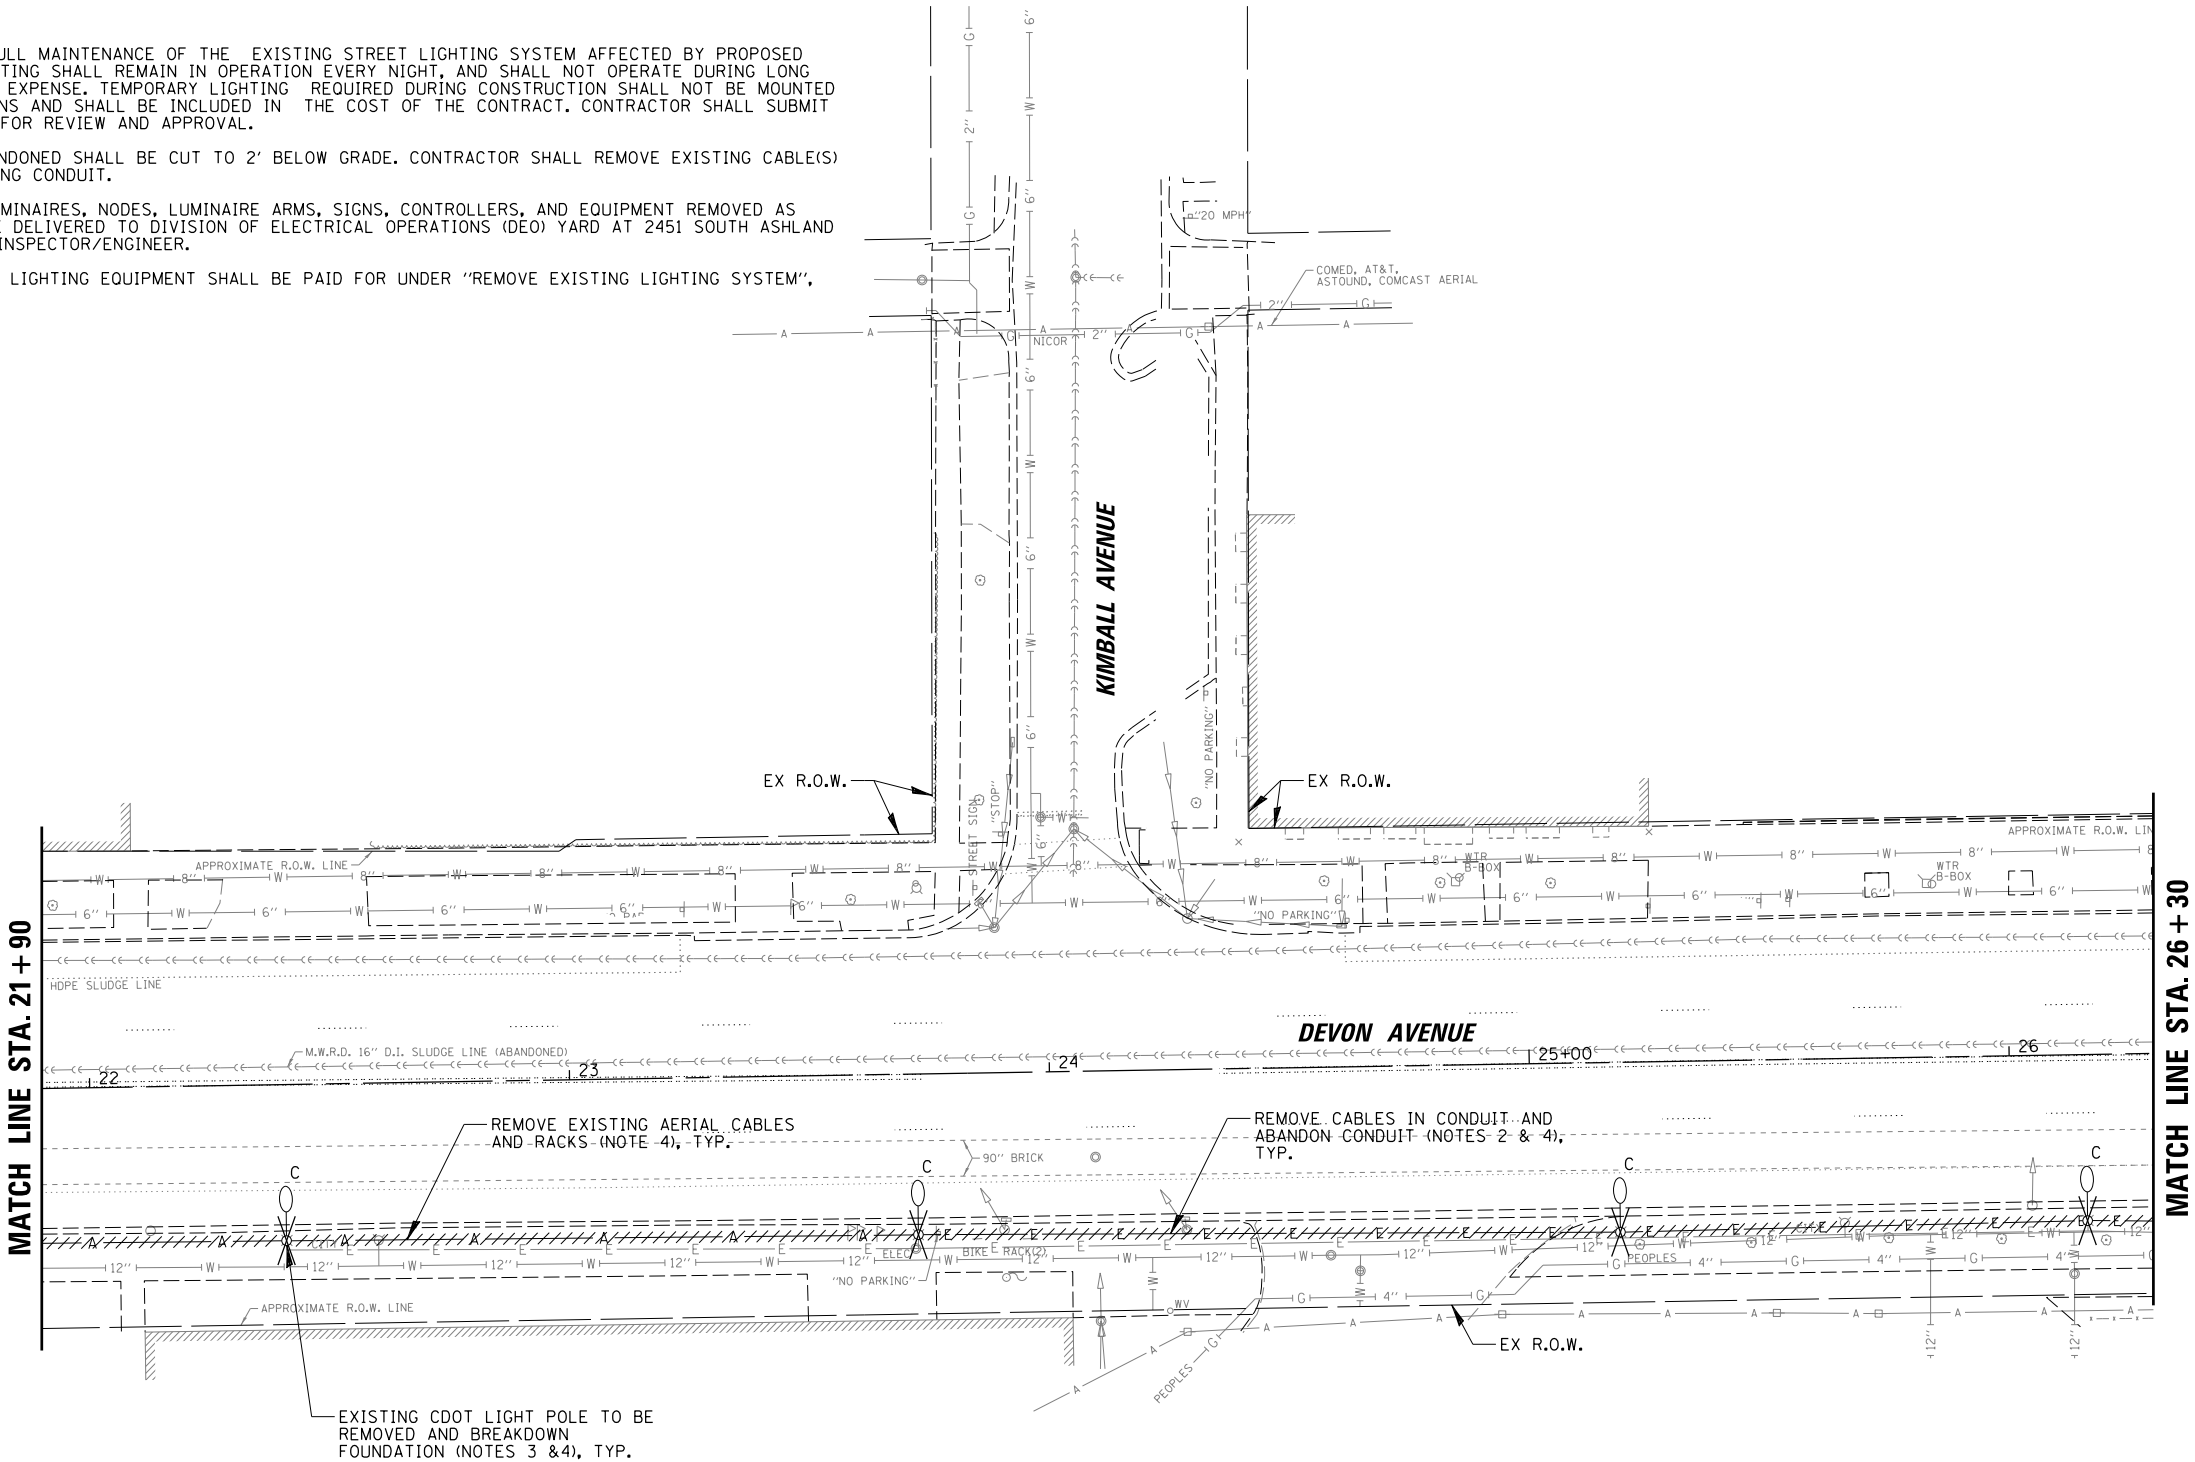 ULL MAINTENANCE OF THE EXISTING STREET LIGHTING SYSTEM AFFECTED BY PROPOSED
TING SHALL REMAIN IN OPERATION EVERY NIGHT, AND SHALL NOT OPERATE DURING LONG
EXPENSE. TEMPORARY LIGHTING REQUIRED DURING CONSTRUCTION SHALL NOT BE MOUNTED
NS AND SHALL BE INCLUDED IN THE COST OF THE CONTRACT. CONTRACTOR SHALL SUBMIT
FOR REVIEW AND APPROVAL.
NDONED SHALL BE CUT TO 2' BELOW GRADE. CONTRACTOR SHALL REMOVE EXISTING CABLE(S)
NG CONDUIT.
MINAIRES, NODES, LUMINAIRE ARMS, SIGNS, CONTROLLERS, AND EQUIPMENT REMOVED AS
E DELIVERED TO DIVISION OF ELECTRICAL OPERATIONS (DEO) YARD AT 2451 SOUTH ASHLAND
INSPECTOR/ENGINEER.
LIGHTING EQUIPMENT SHALL BE PAID FOR UNDER "REMOVE EXISTING LIGHTING SYSTEM",
"20 MPH"
COMED, AT&T,
ASTOUND, COMCAST AERIAL
NICOR
KIMBALL AVENUE
"NO PARKING"
EX R.O.W.
EX R.O.W.
STREET SIGN
"STOP"
APPROXIMATE R.O.W. LINE
APPROXIMATE R.O.W. LIN
WTR
B-BOX
WTR
B-BOX
"NO PARKING"
HDPE SLUDGE LINE
MATCH LINE STA. 21+90
MATCH LINE STA. 26+30
DEVON AVENUE
M.W.R.D. 16" D.I. SLUDGE LINE (ABANDONED)
22
23
24
25+00
26
REMOVE EXISTING AERIAL CABLES
AND RACKS (NOTE 4), TYP.
REMOVE CABLES IN CONDUIT AND
ABANDON CONDUIT (NOTES 2 & 4),
TYP.
90" BRICK
C
C
C
C
ELEC
BIKE RACK(2)
"NO PARKING"
PEOPLES
WV
APPROXIMATE R.O.W. LINE
EX R.O.W.
PEOPLES
EXISTING CDOT LIGHT POLE TO BE
REMOVED AND BREAKDOWN
FOUNDATION (NOTES 3 &4), TYP.